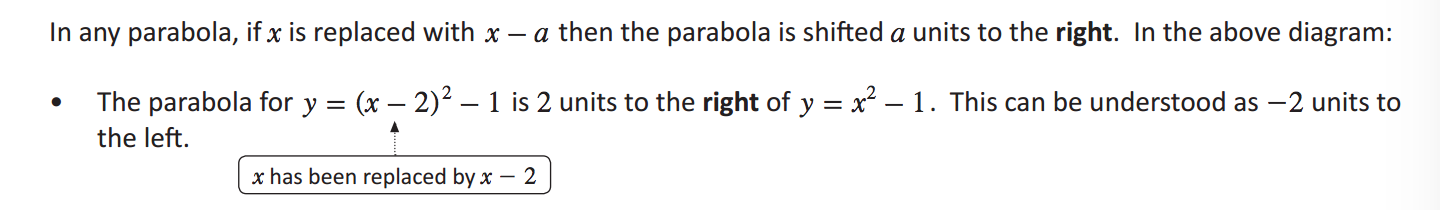 In any parabola, if x is replaced with x − a then the parabola is shifted a units to the right. In the above diagram:
• The parabola for y = (x − 2)² − 1 is 2 units to the right of y = x² − 1. This can be understood as −2 units to
the left.
x has been replaced by x − 2